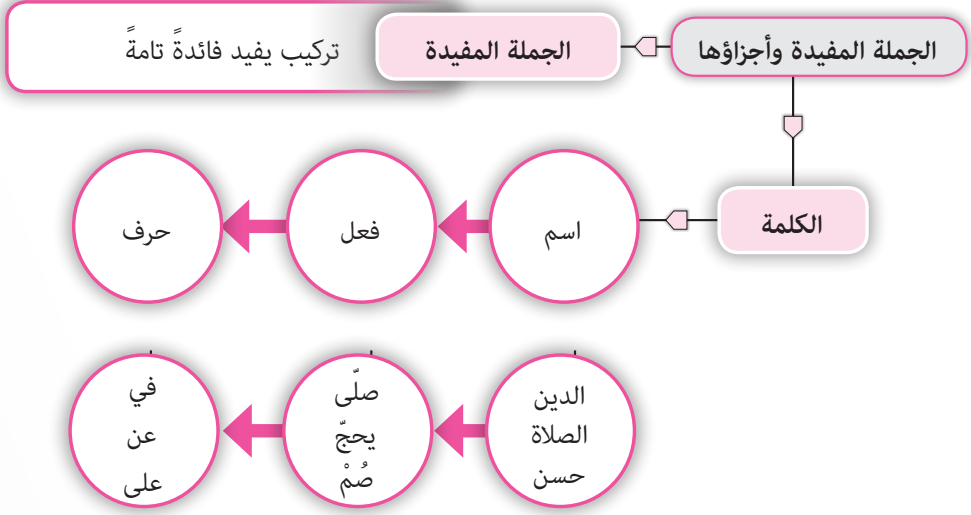 الجملة المفيدة وأجزاؤها
الجملة المفيدة
تركيب يفيد فائدةً تامةً
الكلمة
اسم
فعل
حرف
الدين
الصلاة
حسن
صلّى
يحجّ
صُمْ
في
عن
على